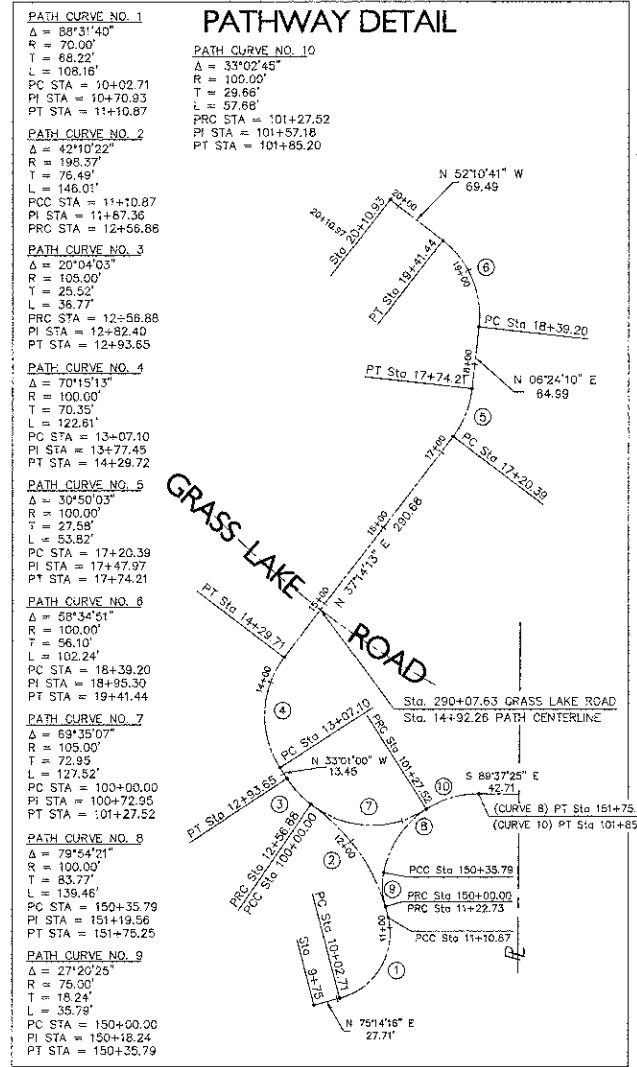 PATHWAY DETAIL
PATH CURVE NO. 1
Δ = 88°31'40"
R = 70.00'
T = 68.22'
L = 108.16'
PC STA = 10+02.71
PI STA = 10+70.93
PT STA = 11+10.87
PATH CURVE NO. 2
Δ = 42°10'22"
R = 198.37'
T = 76.49'
L = 146.01'
PCC STA = 11+10.87
PI STA = 11+87.36
PRC STA = 12+56.88
PATH CURVE NO. 3
Δ = 20°04'03"
R = 105.00'
T = 25.52'
L = 36.77'
PRC STA = 12+56.88
PI STA = 12+82.40
PT STA = 12+93.65
PATH CURVE NO. 4
Δ = 70°15'13"
R = 100.00'
T = 70.35'
L = 122.61'
PC STA = 13+07.10
PI STA = 13+77.45
PT STA = 14+29.72
PATH CURVE NO. 5
Δ = 30°50'03"
R = 100.00'
T = 27.58'
L = 53.82'
PC STA = 17+20.39
PI STA = 17+47.97
PT STA = 17+74.21
PATH CURVE NO. 6
Δ = 58°34'51"
R = 100.00'
T = 56.10'
L = 102.24'
PC STA = 18+39.20
PI STA = 18+95.30
PT STA = 19+41.44
PATH CURVE NO. 7
Δ = 69°35'07"
R = 105.00'
T = 72.95
L = 127.52'
PC STA = 100+00.00
PI STA = 100+72.95
PT STA = 101+27.52
PATH CURVE NO. 8
Δ = 79°54'21"
R = 100.00'
T = 83.77'
L = 139.46'
PC STA = 150+35.79
PI STA = 151+19.56
PT STA = 151+75.25
PATH CURVE NO. 9
Δ = 27°20'25"
R = 75.00'
T = 18.24'
L = 35.79'
PC STA = 150+00.00
PI STA = 150+18.24
PT STA = 150+35.79
PATH CURVE NO. 10
Δ = 33°02'45"
R = 100.00'
T = 29.66'
L = 57.68'
PRC STA = 101+27.52
PI STA = 101+57.18
PT STA = 101+85.20
N 52°10'41" W
69.49
20+00
20+10.97
Sta 20+10.93
PT Sta 19+41.44
19+00
6
PC Sta 18+39.20
18+00
PT Sta 17+74.21
N 06°24'10" E
64.99
5
17+00
PC Sta 17+20.39
16+00
N 37°14'13" E 290.68
GRASS LAKE ROAD
15+00
PT Sta 14+29.71
14+00
4
Sta. 290+07.63 GRASS LAKE ROAD
Sta. 14+92.26 PATH CENTERLINE
PC Sta 13+07.10
N 33°01'00" W
13.45
PRC Sta 101+27.52
PT Sta 12+93.65
10
S 89°37'25" E
42.71
3
7
8
(CURVE 8) PT Sta 151+75.
(CURVE 10) PT Sta 101+85
PRC Sta 12+56.88
PCC Sta 100+00.00
2
12+00
PCC Sta 150+35.79
9
PRC Sta 150+00.00
PRC Sta 11+22.73
PCC Sta 11+10.87
11+00
PC Sta 10+02.71
Sta 9+75
1
N 75°14'16" E
27.71'